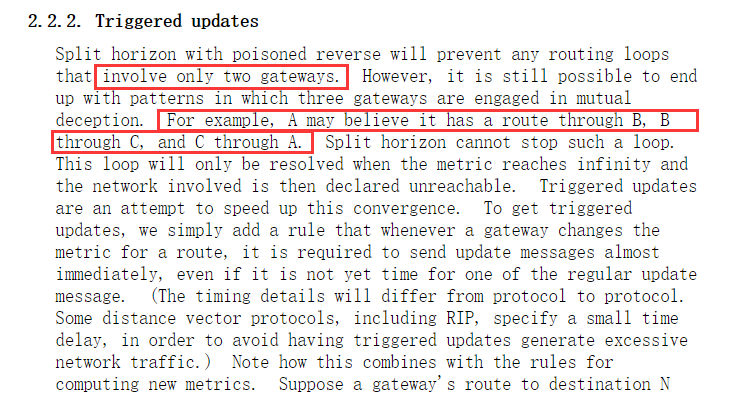 2.2.2. Triggered updates
Split horizon with poisoned reverse will prevent any routing loops
that involve only two gateways.  However, it is still possible to end
up with patterns in which three gateways are engaged in mutual
deception.  For example, A may believe it has a route through B, B
through C, and C through A.  Split horizon cannot stop such a loop.
This loop will only be resolved when the metric reaches infinity and
the network involved is then declared unreachable.  Triggered updates
are an attempt to speed up this convergence.  To get triggered
updates, we simply add a rule that whenever a gateway changes the
metric for a route, it is required to send update messages almost
immediately, even if it is not yet time for one of the regular update
message.  (The timing details will differ from protocol to protocol.
Some distance vector protocols, including RIP, specify a small time
delay, in order to avoid having triggered updates generate excessive
network traffic.)  Note how this combines with the rules for
computing new metrics.  Suppose a gateway's route to destination N